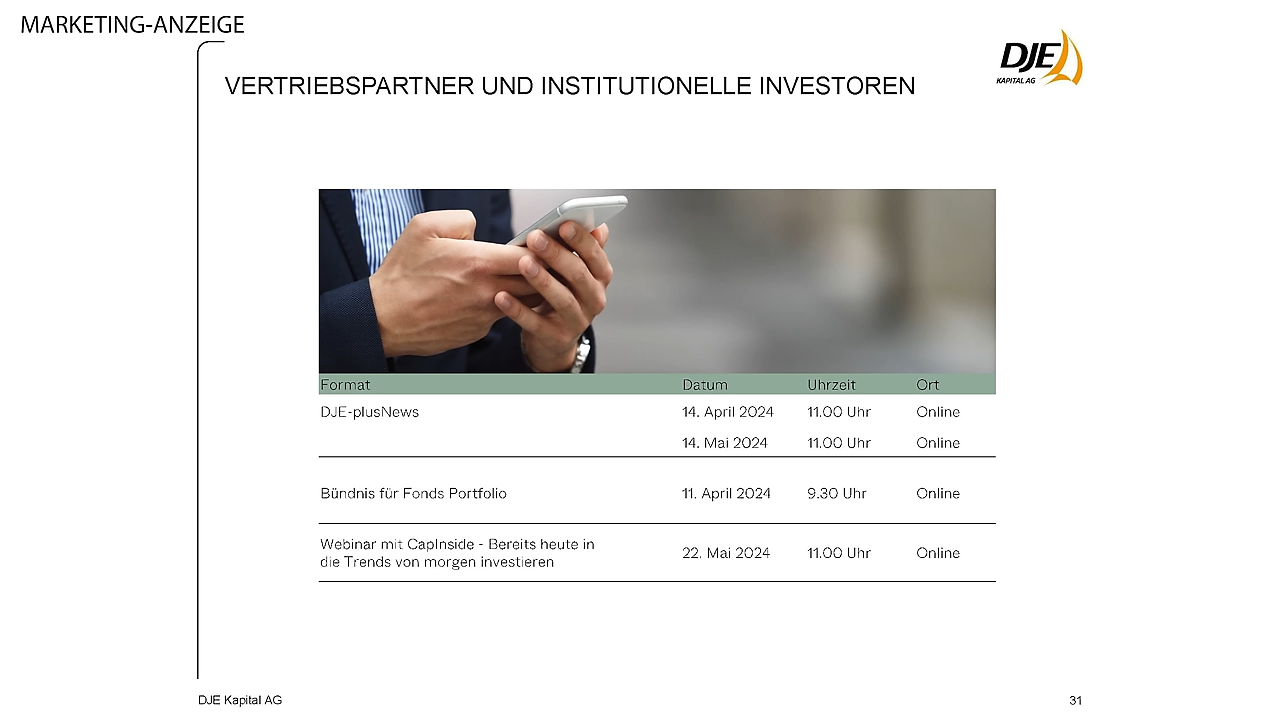 MARKETING-ANZEIGE
VERTRIEBSPARTNER UND INSTITUTIONELLE INVESTOREN
DJE
KAPITAL AG
Format Datum Uhrzeit Ort
DJE-plusNews 14. April 2024 11.00 Uhr Online
14. Mai 2024 11.00 Uhr Online
Bündnis für Fonds Portfolio 11. April 2024 9.30 Uhr Online
Webinar mit CapInside - Bereits heute in
die Trends von morgen investieren 22. Mai 2024 11.00 Uhr Online
DJE Kapital AG 31